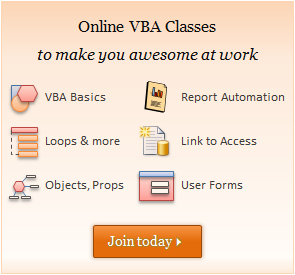 Online VBA Classes
to make you awesome at work
VBA Basics
Report Automation
Loops & more
Link to Access
Objects, Props
User Forms
Join today